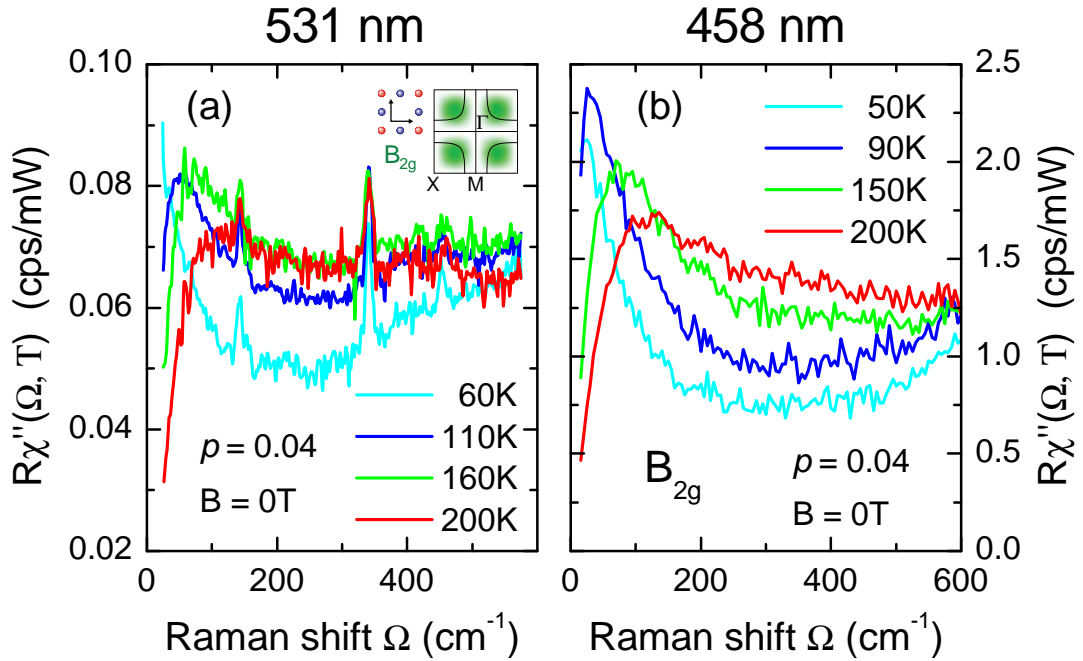 531 nm
458 nm
(a)
B2g
Γ
X M
60K
110K
160K
200K
p = 0.04
B = 0T
0.10
0.08
0.06
0.04
0.02
0 200 400
Rχ''(Ω, T) (cps/mW)
Raman shift Ω (cm-1)
(b)
50K
90K
150K
200K
B2g
p = 0.04
B = 0T
2.5
2.0
1.5
1.0
0.5
0.0
0 200 400 600
Rχ''(Ω, T) (cps/mW)
Raman shift Ω (cm-1)